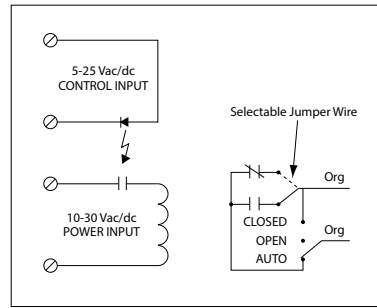 5-25 Vac/dc
CONTROL INPUT
Selectable Jumper Wire
Org
10-30 Vac/dc
POWER INPUT
CLOSED
OPEN
Org
AUTO